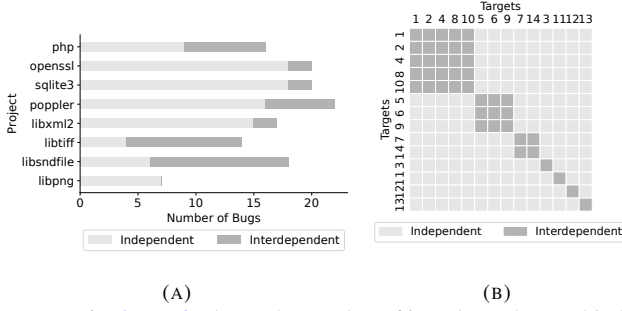 php
openssl
sqlite3
poppler
libxml2
libtiff
libsndfile
libpng
Project
0 5 10 15 20
Number of Bugs
Independent Interdependent
(A)
Targets
1 2 4 8 10 5 6 9 7 14 3 11 12 13
1
2
4
8
10
5
6
9
7
14
3
11
12
13
Targets
Independent Interdependent
(B)